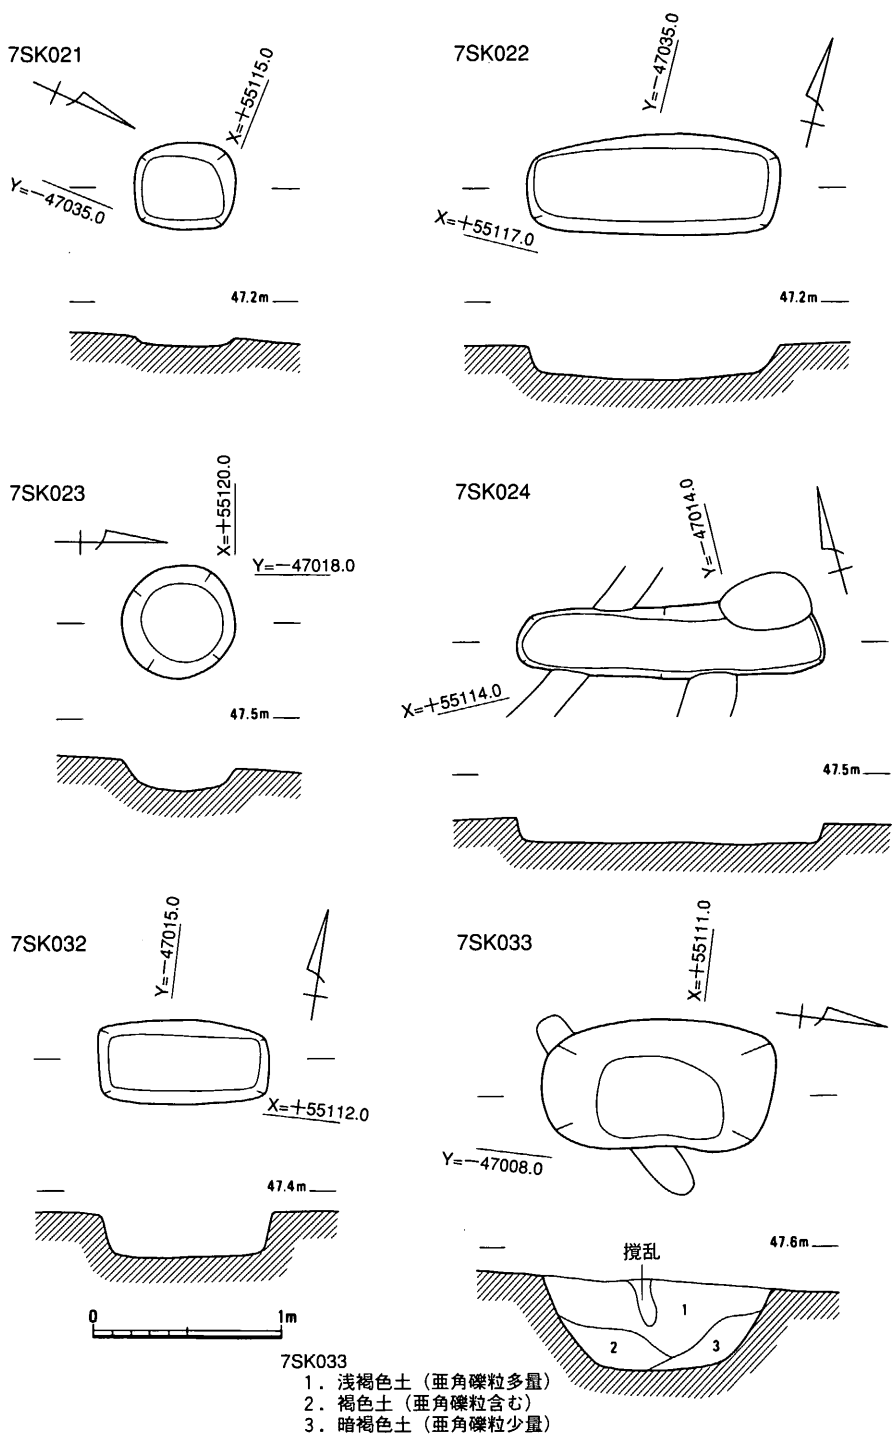 7SK021
X=+55115.0
Y=−47035.0
47.2m
7SK022
Y=−47035.0
X=+55117.0
47.2m
7SK023
X=+55120.0
Y=−47018.0
47.5m
7SK024
Y=−47014.0
X=+55114.0
47.5m
7SK032
Y=−47015.0
X=+55112.0
47.4m
7SK033
X=+55111.0
Y=−47008.0
47.6m
撹乱
1
2
3
0 1m
7SK033
1．浅褐色土（亜角礫粒多量）
2．褐色土（亜角礫粒含む）
3．暗褐色土（亜角礫粒少量）